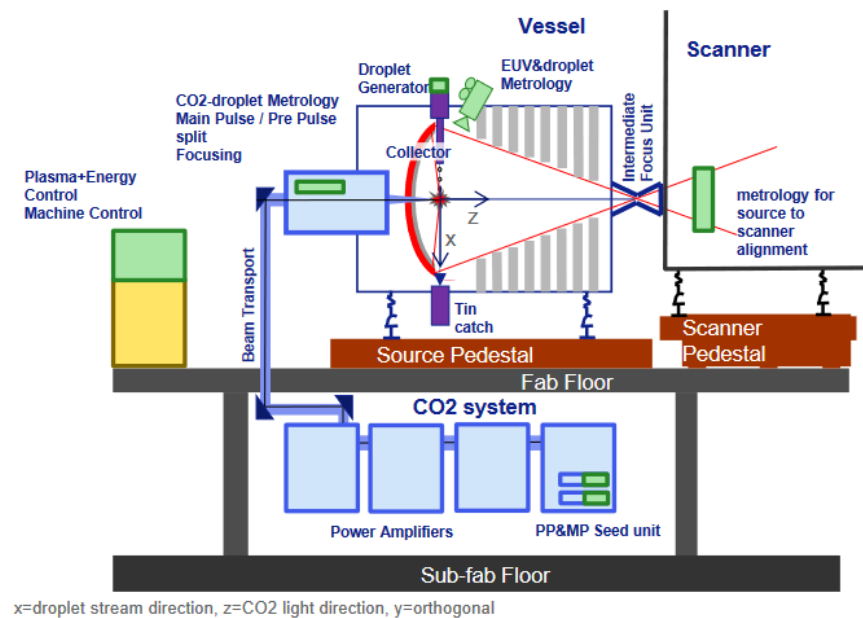 Vessel
Scanner
Droplet
Generator
EUV&droplet
Metrology
CO2-droplet Metrology
Main Pulse / Pre Pulse
split
Focusing
Collector
Intermediate
Focus Unit
Plasma+Energy
Control
Machine Control
Z
X
metrology for
source to
scanner
alignment
Beam Transport
Tin
catch
Source Pedestal
Scanner
Pedestal
Fab Floor
CO2 system
Power Amplifiers
PP&MP Seed unit
Sub-fab Floor
x=droplet stream direction, z=CO2 light direction, y=orthogonal